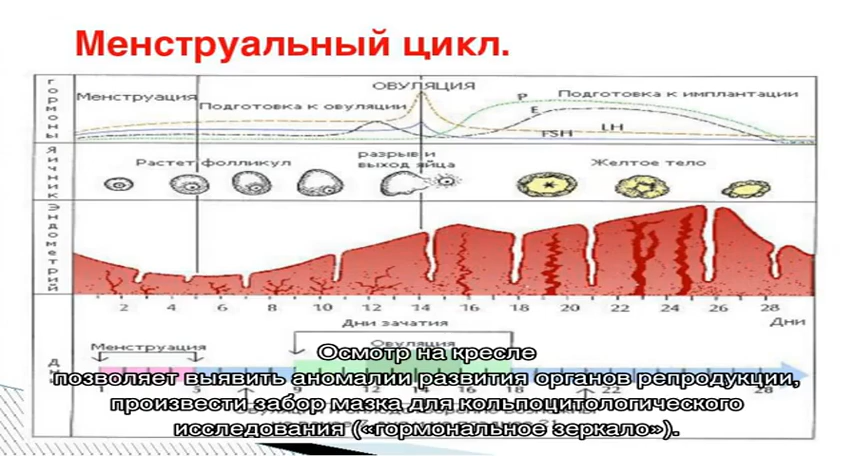 Менструальный цикл.
гормоны
Менструация
ОВУЛЯЦИЯ
Подготовка к овуляции
P
E
Подготовка к имплантации
FSH
LH
Яичник
Растет фолликул
разрыв и
выход яйца
Желтое тело
Эндометрий
2 4 6 8 10 12 14 16 18 20 22 24 26 28
Дни зачатия
Дни
Менструация
Овуляция
Осмотр на кресле
позволяет выявить аномалии развития органов репродукции,
произвести забор мазка для кольпоцитологического
исследования («гормональное зеркало»).